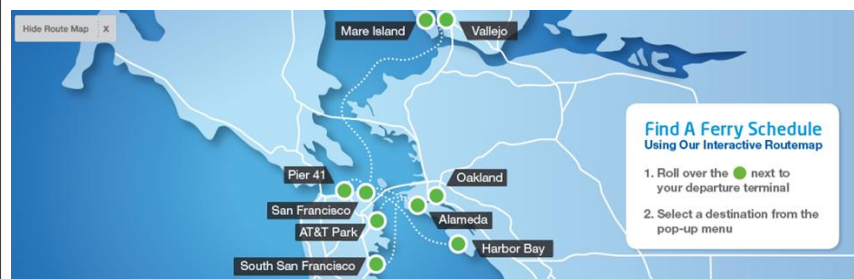 Hide Route Map X
Mare Island
Vallejo
Find A Ferry Schedule
Using Our Interactive Routemap
1. Roll over the next to
your departure terminal
2. Select a destination from the
pop-up menu
Pier 41
Oakland
San Francisco
Alameda
AT&T Park
Harbor Bay
South San Francisco